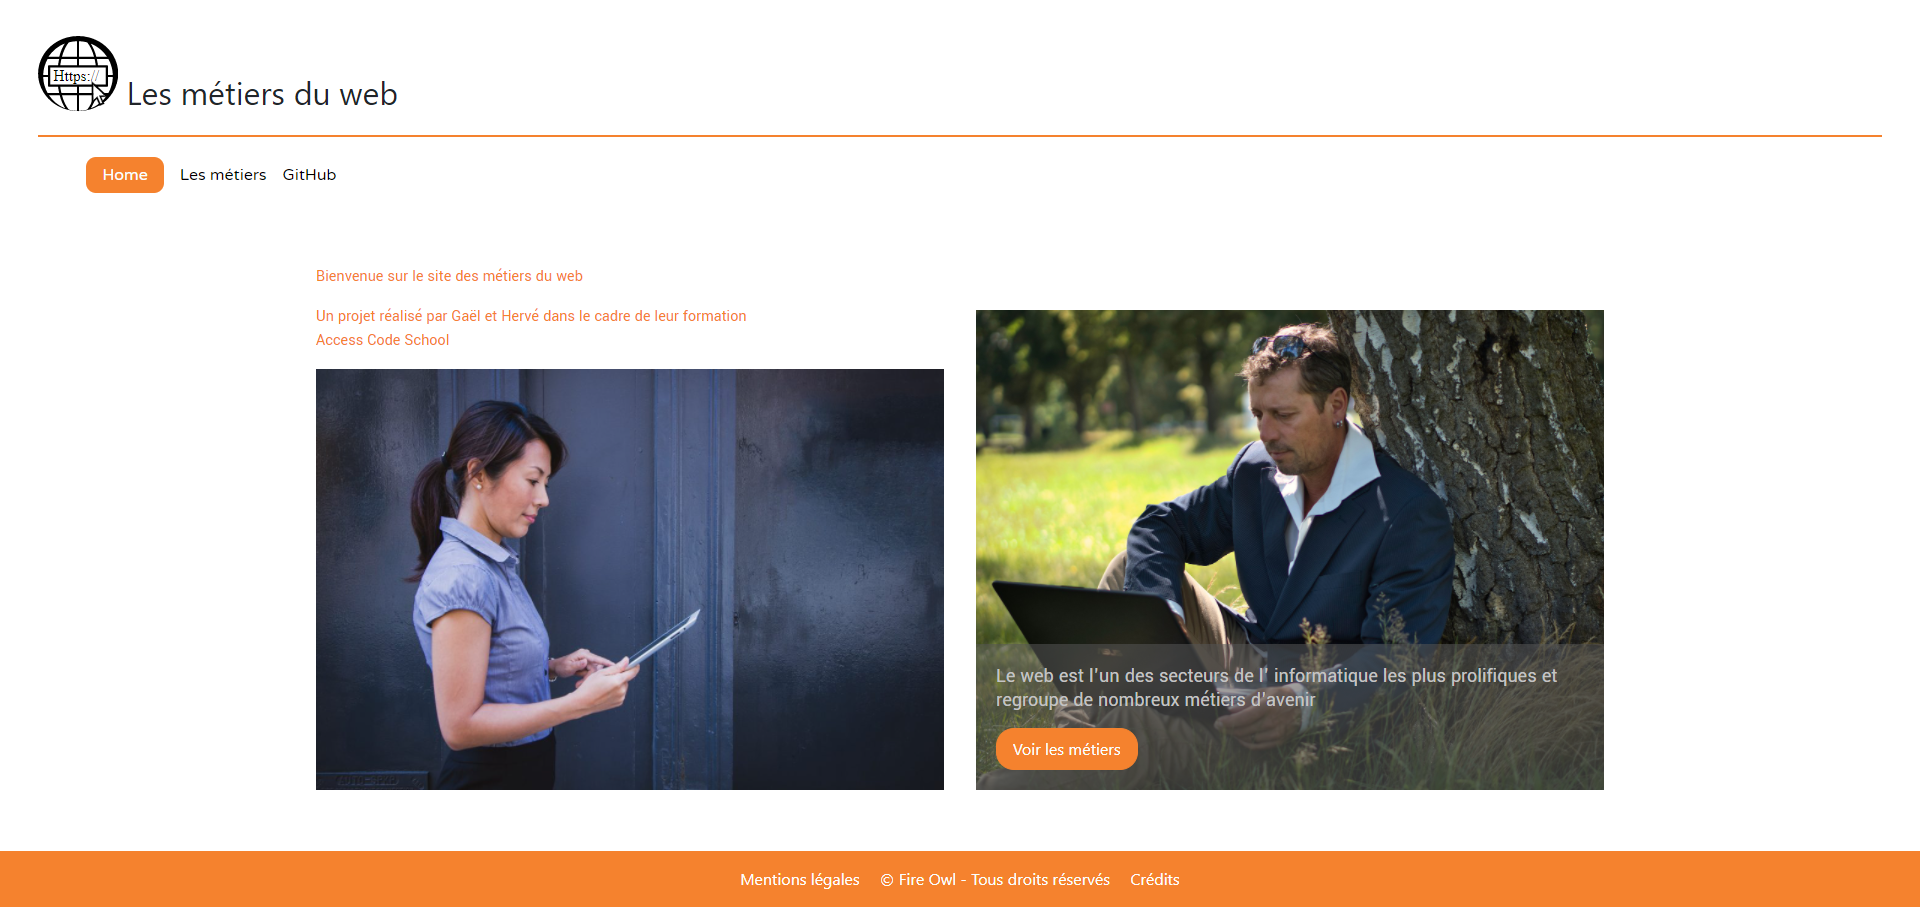 Https://
Les métiers du web
Home Les métiers GitHub
Bienvenue sur le site des métiers du web
Un projet réalisé par Gaël et Hervé dans le cadre de leur formation
Access Code School
Le web est l'un des secteurs de l' informatique les plus prolifiques et
regroupe de nombreux métiers d'avenir
Voir les métiers
Mentions légales © Fire Owl - Tous droits réservés Crédits